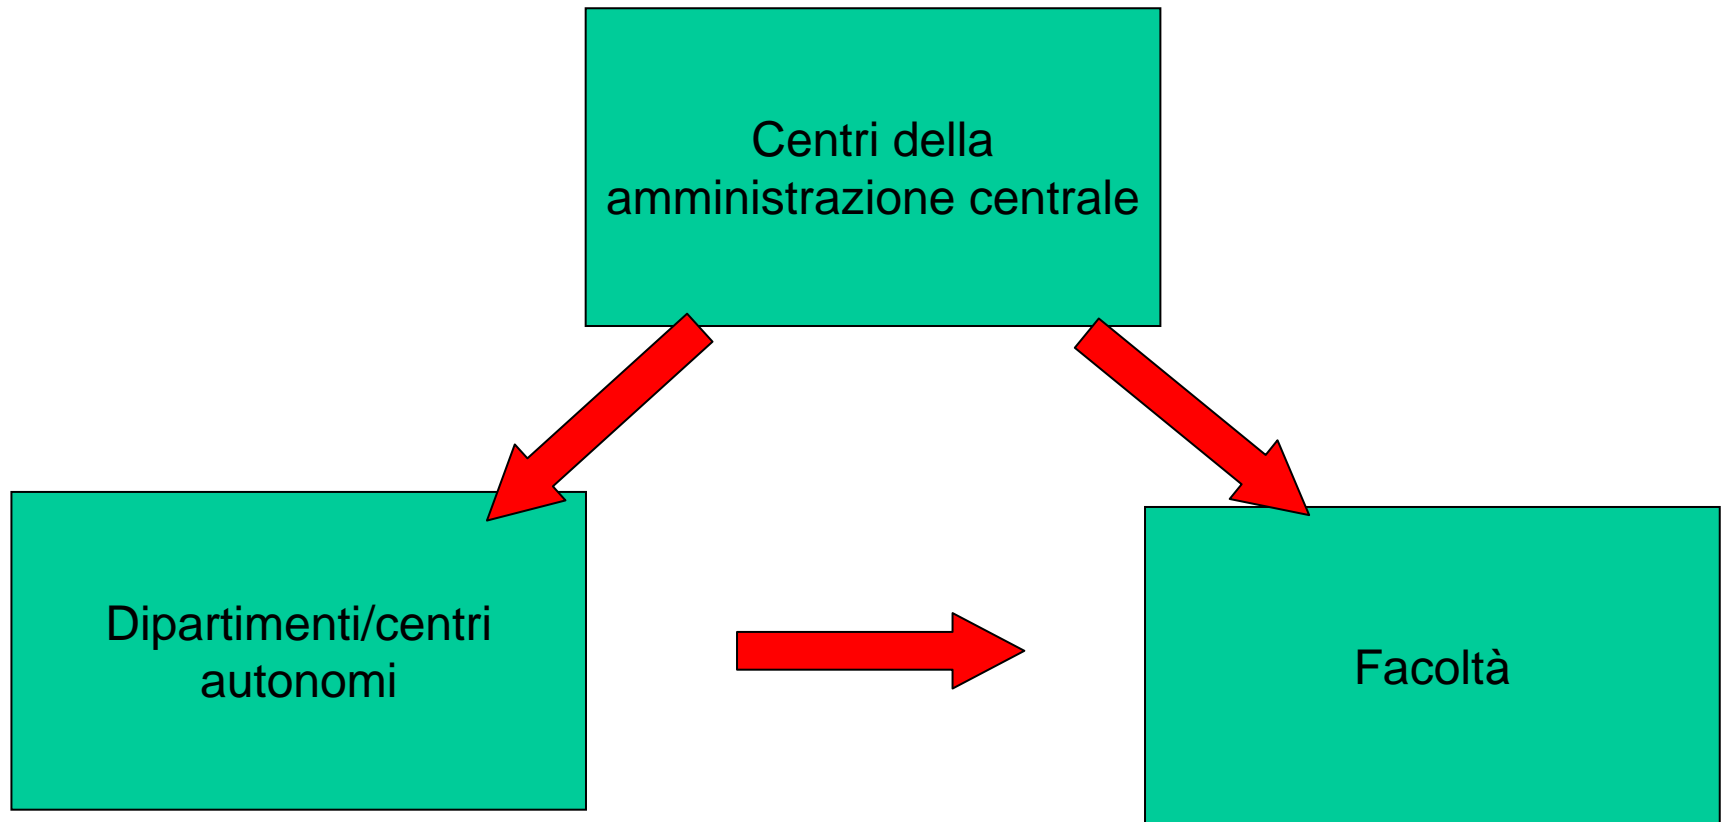 Centri della
amministrazione centrale
Dipartimenti/centri
autonomi
Facoltà